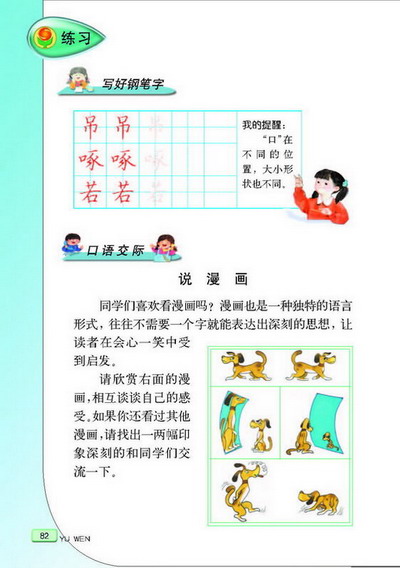 练习
写好钢笔字
吊 吊 吊
啄 啄 啄
若 若 若
我的提醒：
“口”在
不同的位
置，大小形
状也不同。
口语交际
说漫画
同学们喜欢看漫画吗？漫画也是一种独特的语言
形式，往往不需要一个字就能表达出深刻的思想，让
读者在会心一笑中受
到启发。
请欣赏右面的漫
画，相互谈谈自己的感
受。如果你还看过其他
漫画，请找出一两幅印
象深刻的和同学们交
流一下。
82
YU WEN